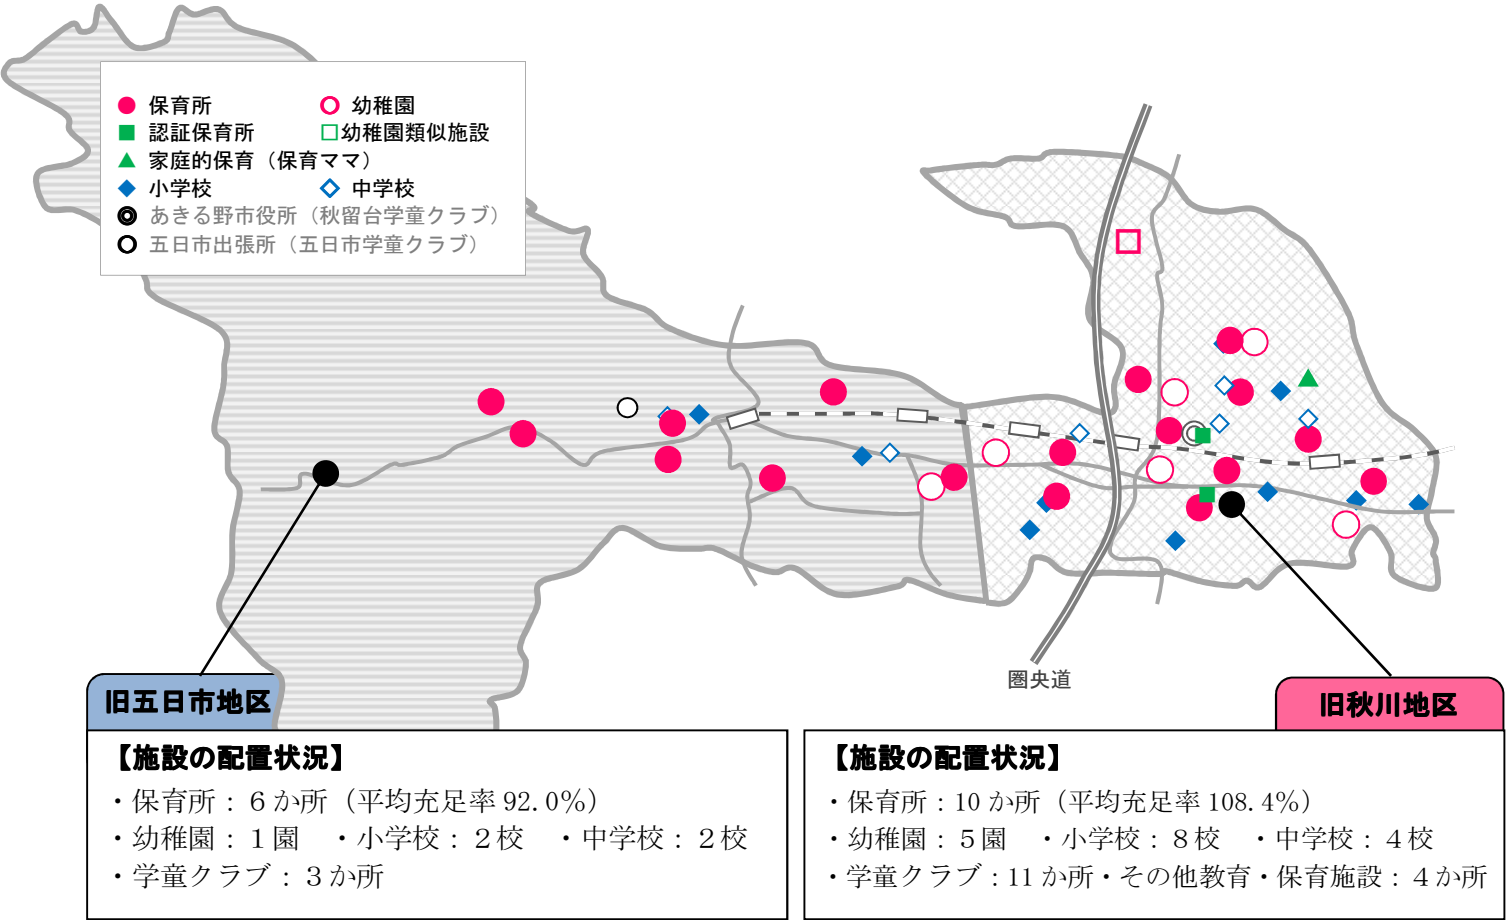 保育所 幼稚園
認証保育所 幼稚園類似施設
家庭的保育（保育ママ）
小学校 中学校
あきる野市役所（秋留台学童クラブ）
五日市出張所（五日市学童クラブ）
圏央道
旧五日市地区
【施設の配置状況】
・保育所：６か所（平均充足率 92.0％）
・幼稚園：１園 ・小学校：２校 ・中学校：２校
・学童クラブ：３か所
旧秋川地区
【施設の配置状況】
・保育所：10 か所（平均充足率 108.4％）
・幼稚園：５園 ・小学校：８校 ・中学校：４校
・学童クラブ：11 か所・その他教育・保育施設：４か所